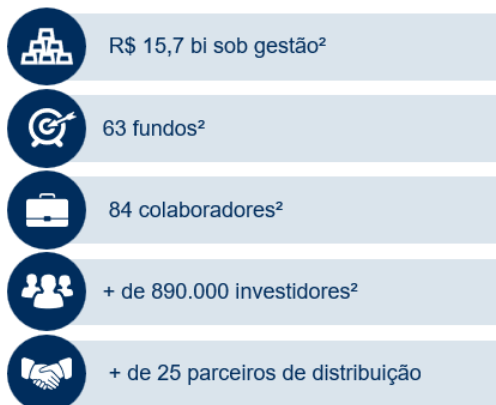 R$ 15,7 bi sob gestão²
63 fundos²
84 colaboradores²
+ de 890.000 investidores²
+ de 25 parceiros de distribuição